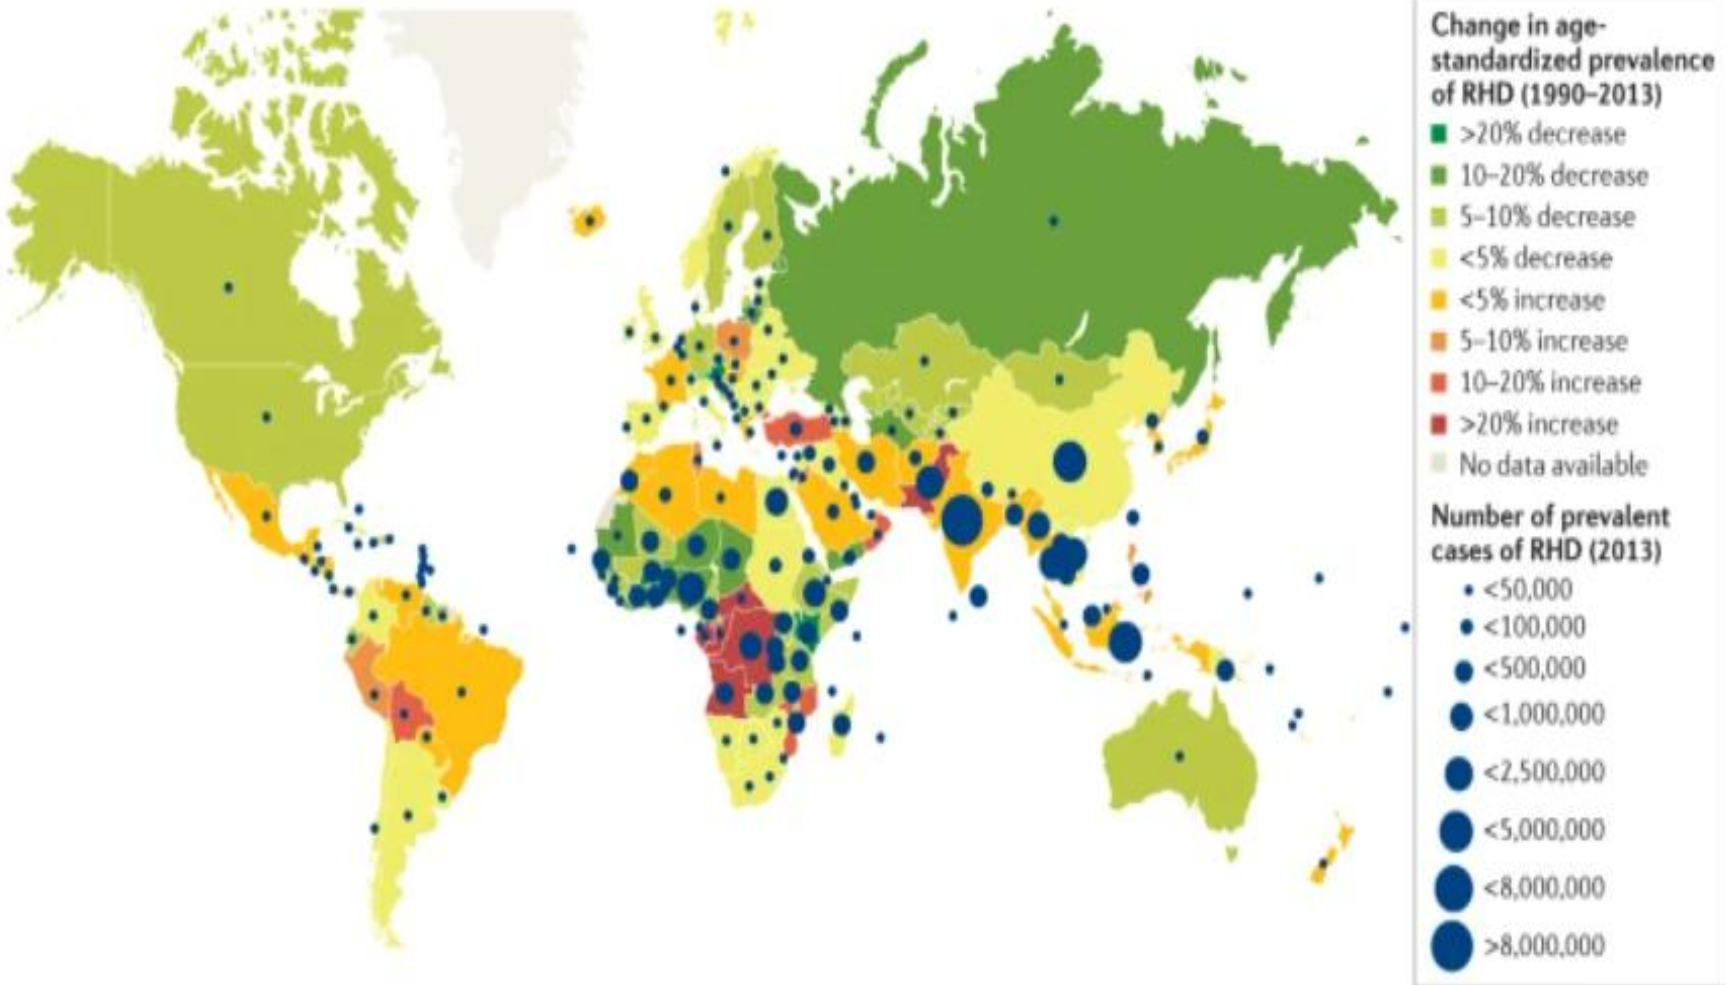 Change in age-
standardized prevalence
of RHD (1990–2013)
>20% decrease
10–20% decrease
5–10% decrease
<5% decrease
<5% increase
5–10% increase
10–20% increase
>20% increase
No data available
Number of prevalent
cases of RHD (2013)
<50,000
<100,000
<500,000
<1,000,000
<2,500,000
<5,000,000
<8,000,000
>8,000,000